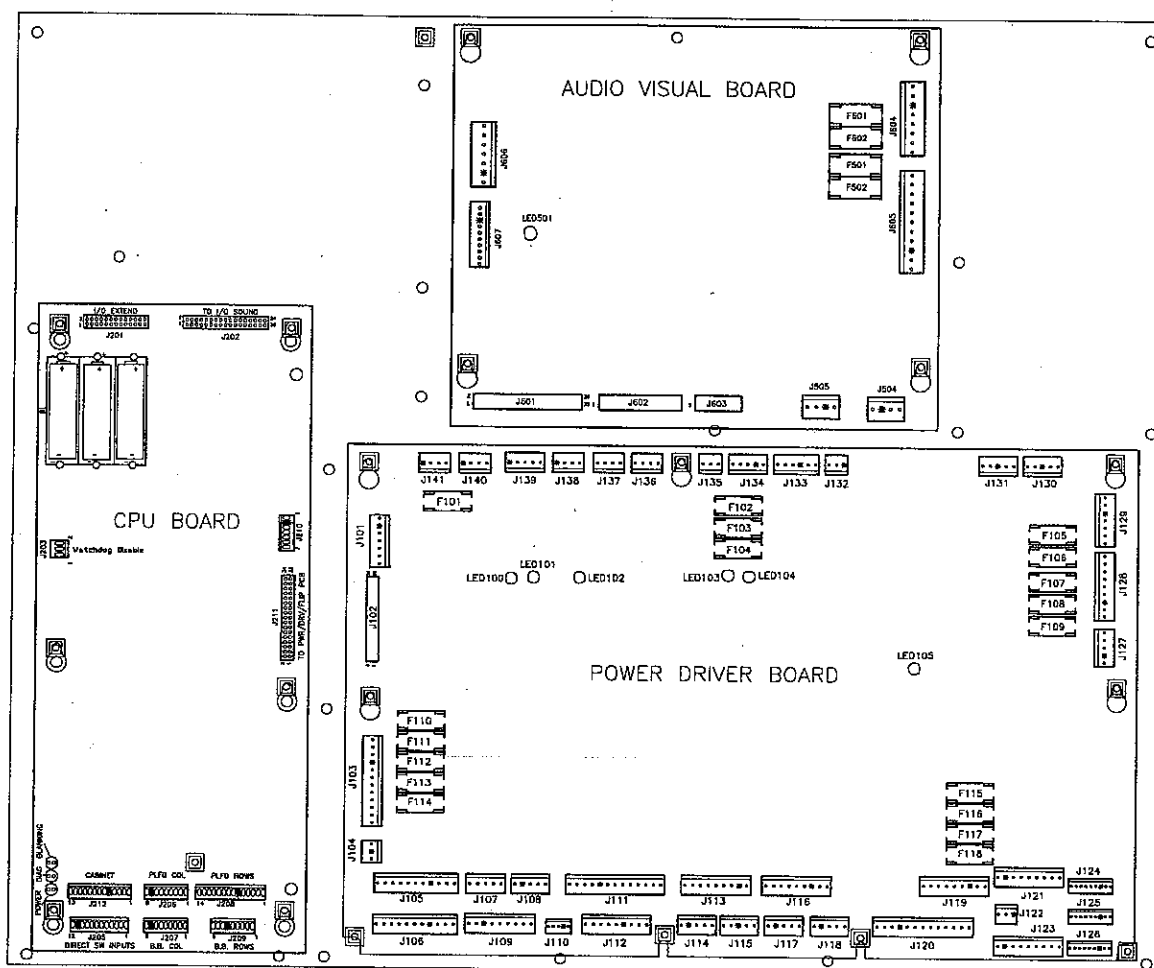 AUDIO VISUAL BOARD
F601
F602
F501
F502
J604
J605
J606
J607
LED501
J601
J602
J603
J505
J504
I/O EXTEND
J201
TO I/O SOUND
J202
CPU BOARD
J203
Watchdog Disable
J210
J211
TO PWR/DRV/FLIP PCB
POWER
DIAG
BLANKING
CABINET
J212
PLFD COL
J206
PLFD ROWS
J208
J205
DIRECT SW INPUTS
J207
B.B. COL
J209
B.B. ROWS
POWER DRIVER BOARD
J141
J140
J139
J138
J137
J136
J135
J134
J133
J132
J131
J130
F101
F102
F103
F104
J101
J102
LED100
LED101
LED102
LED103
LED104
LED105
F105
F106
F107
F108
F109
J129
J128
J127
F110
F111
F112
F113
F114
J103
J104
F115
F116
F117
F118
J105
J107
J108
J111
J113
J116
J119
J121
J124
J125
J122
J123
J126
J106
J109
J110
J112
J114
J115
J117
J118
J120